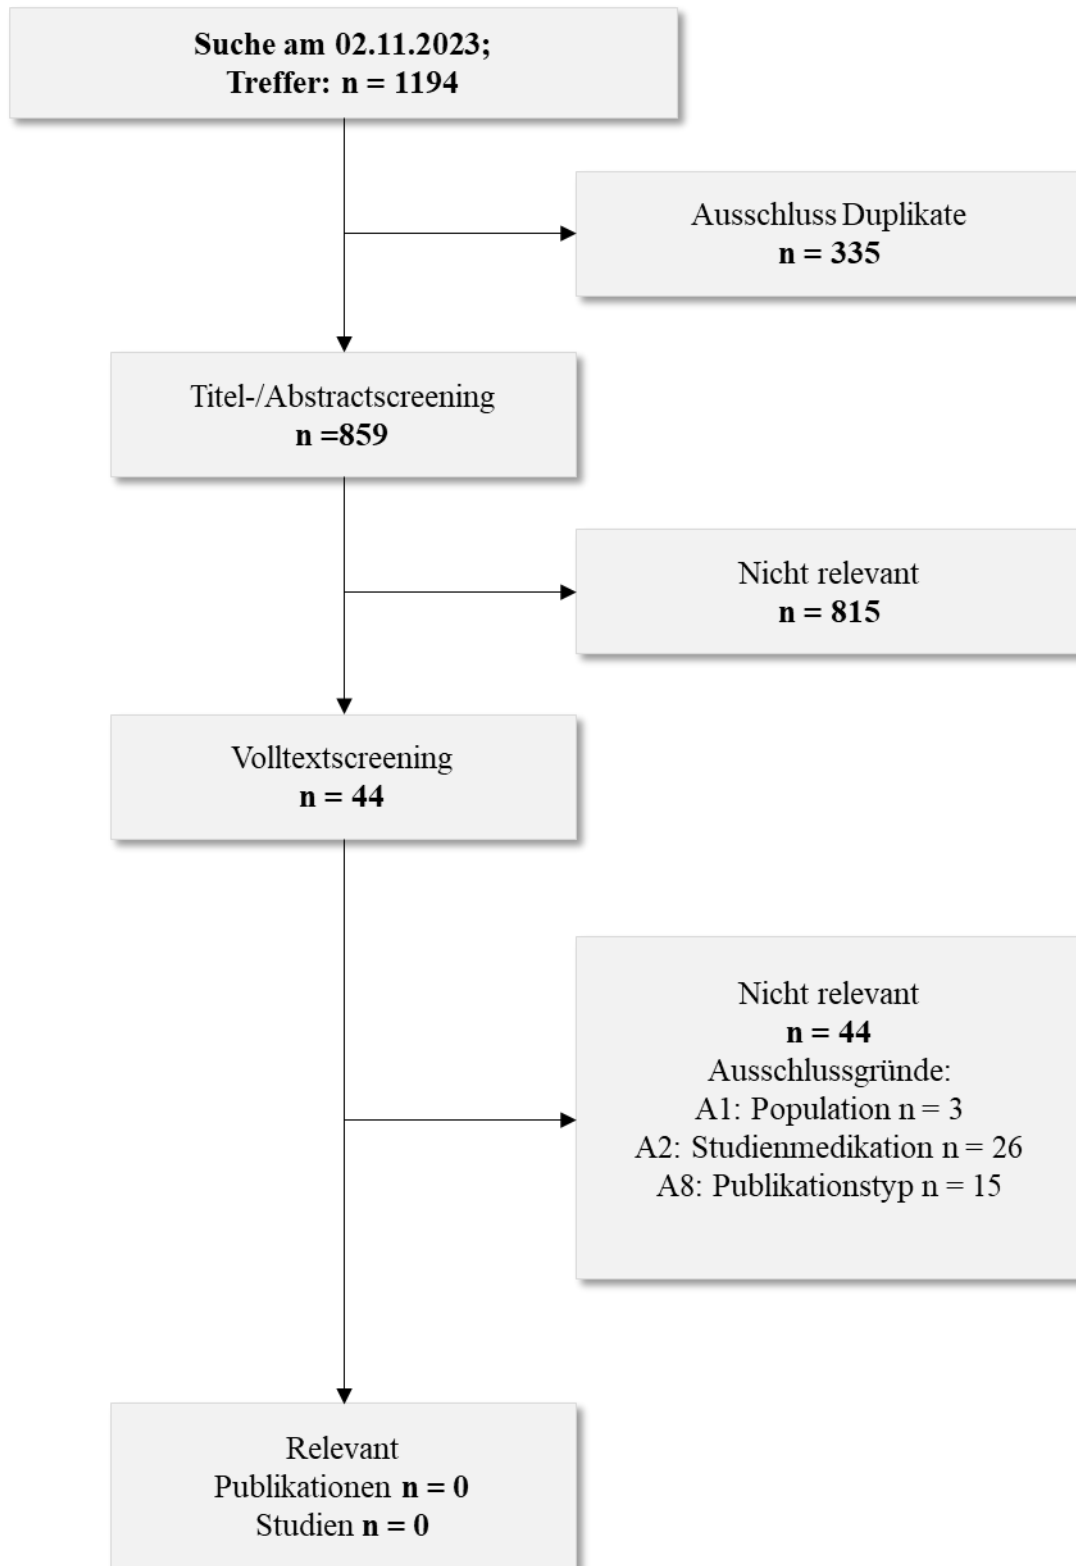 Suche am 02.11.2023;
Treffer: n = 1194
Ausschluss Duplikate
n = 335
Titel-/Abstractscreening
n =859
Nicht relevant
n = 815
Volltextscreening
n = 44
Nicht relevant
n = 44
Ausschlussgründe:
A1: Population n = 3
A2: Studienmedikation n = 26
A8: Publikationstyp n = 15
Relevant
Publikationen n = 0
Studien n = 0